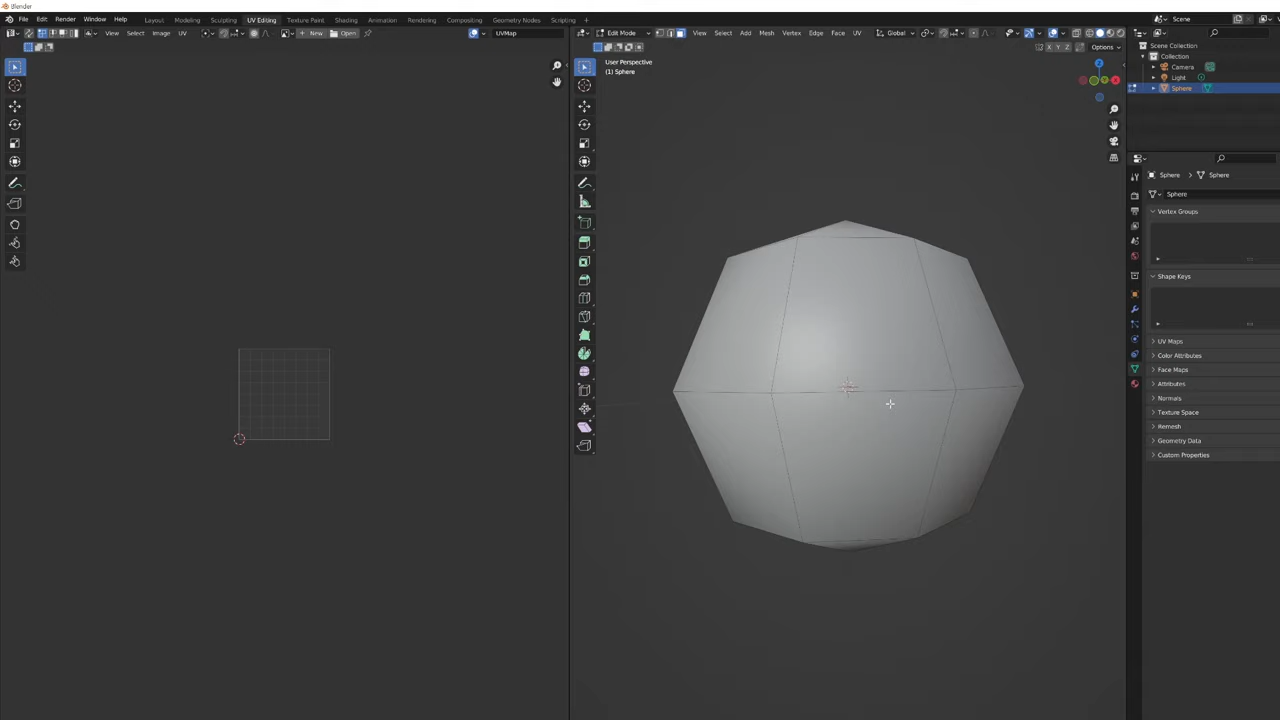 Blender
File Edit Render Window Help Layout Modeling Sculpting UV Editing Texture Paint Shading Animation Rendering Compositing Geometry Nodes Scripting + Scene
View Select Image UV New Open UVMap Edit Mode View Select Add Mesh Vertex Edge Face UV Global
X Y Z Options
User Perspective
(1) Sphere
Scene Collection
Collection
Camera
Light
Sphere
Sphere > Sphere
Sphere
Vertex Groups
Shape Keys
UV Maps
Color Attributes
Face Maps
Attributes
Normals
Texture Space
Remesh
Geometry Data
Custom Properties